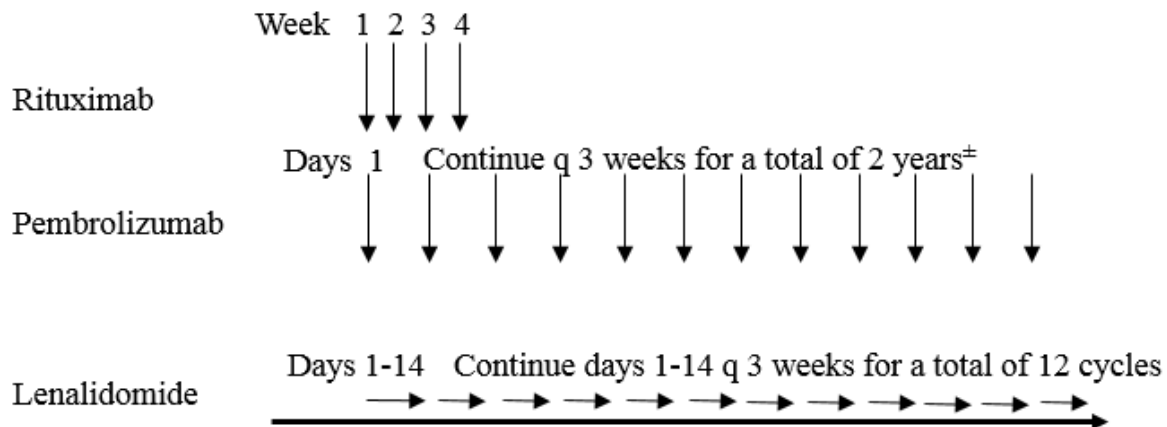 Week 1 2 3 4
Rituximab
Days 1 Continue q 3 weeks for a total of 2 years±
Pembrolizumab
Days 1-14 Continue days 1-14 q 3 weeks for a total of 12 cycles
Lenalidomide